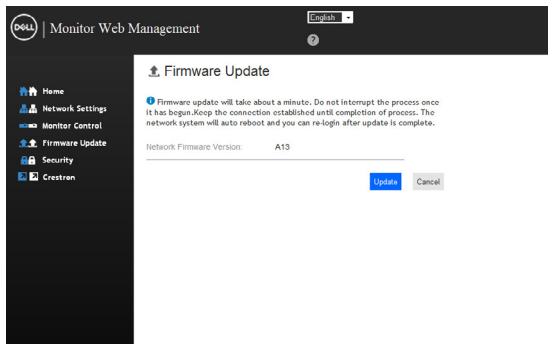 DELL | Monitor Web Management
English
?
Home
Network Settings
Monitor Control
Firmware Update
Security
Crestron
Firmware Update
Firmware update will take about a minute. Do not interrupt the process once
it has begun.Keep the connection established until completion of process. The
network system will auto reboot and you can re-login after update is complete.
Network Firmware Version: A13
Update Cancel